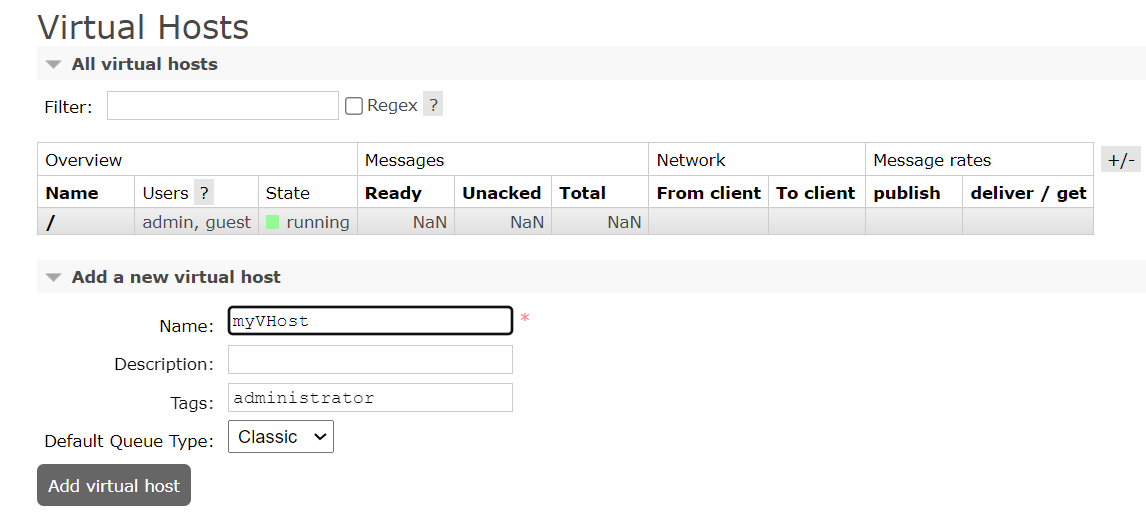 Virtual Hosts
All virtual hosts
Filter: Regex ?
Overview Messages Network Message rates +/-
Name Users ? State Ready Unacked Total From client To client publish deliver / get
/ admin, guest running NaN NaN NaN
Add a new virtual host
Name: myVHost *
Description:
Tags: administrator
Default Queue Type: Classic
Add virtual host